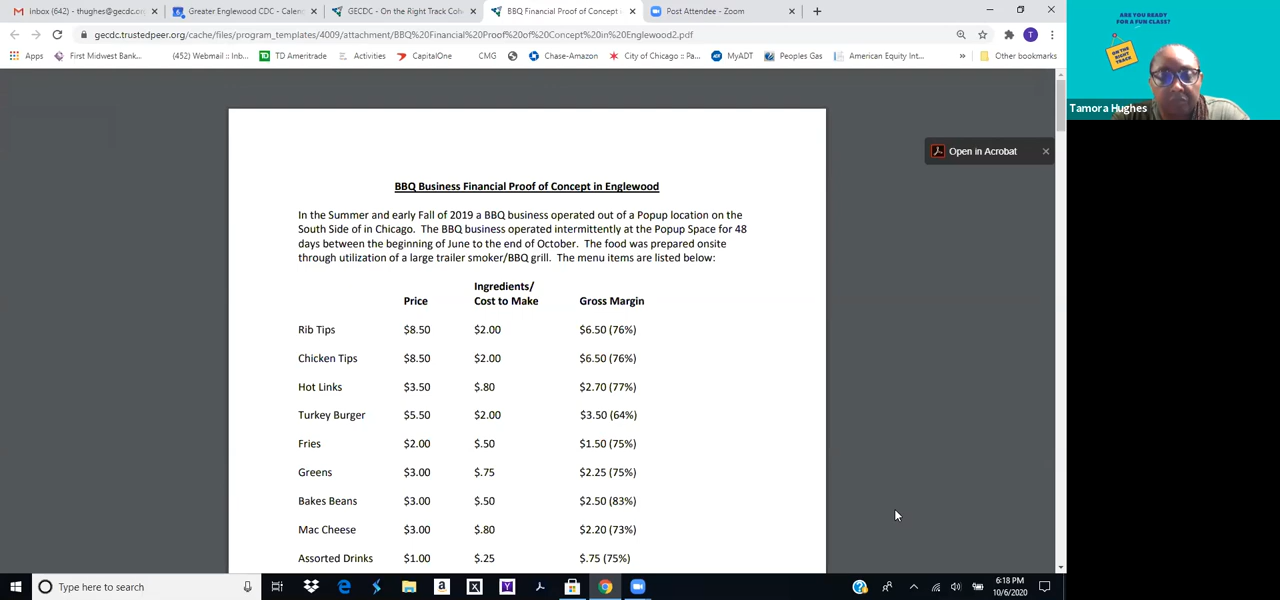 Inbox (642) - thughes@gecdc.or
Greater Englewood CDC - Calend
GECDC - On the Right Track Coh
BBQ Financial Proof of Concept
Post Attendee - Zoom
gecdc.trustedpeer.org/cache/files/program_templates/4009/attachment/BBQ%20Financial%20Proof%20of%20Concept%20in%20Englewood2.pdf
T
Apps
First Midwest Bank...
(452) Webmail :: Inb...
TD Ameritrade
Activities
CapitalOne
CMG
Chase-Amazon
City of Chicago :: Pa...
MyADT
Peoples Gas
American Equity Inc...
»
Other bookmarks
Open in Acrobat
BBQ Business Financial Proof of Concept in Englewood
In the Summer and early Fall of 2019 a BBQ business operated out of a Popup location on the
South Side of in Chicago. The BBQ business operated intermittently at the Popup Space for 48
days between the beginning of June to the end of October. The food was prepared onsite
through utilization of a large trailer smoker/BBQ grill. The menu items are listed below:
Ingredients/
Price Cost to Make Gross Margin
Rib Tips $8.50 $2.00 $6.50 (76%)
Chicken Tips $8.50 $2.00 $6.50 (76%)
Hot Links $3.50 $.80 $2.70 (77%)
Turkey Burger $5.50 $2.00 $3.50 (64%)
Fries $2.00 $.50 $1.50 (75%)
Greens $3.00 $.75 $2.25 (75%)
Bakes Beans $3.00 $.50 $2.50 (83%)
Mac Cheese $3.00 $.80 $2.20 (73%)
Assorted Drinks $1.00 $.25 $.75 (75%)
ARE YOU READY
FOR A FUN CLASS?
ON THE
RIGHT
TRACK
Tamora Hughes
Type here to search
6:18 PM
10/6/2020